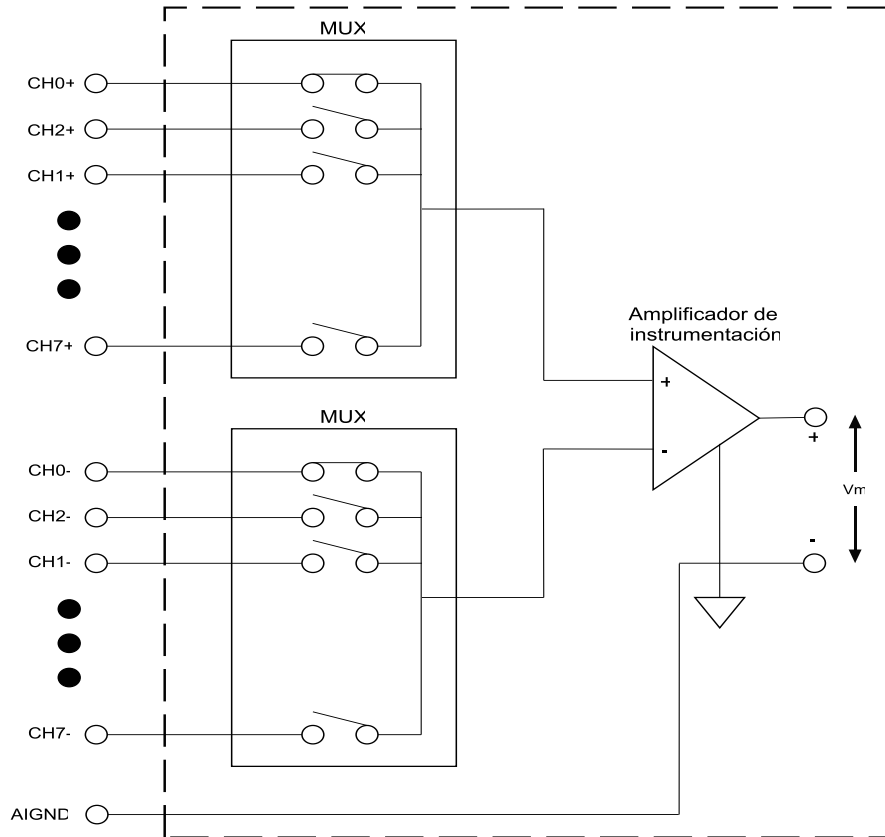 MUX
CH0+
CH2+
CH1+
CH7+
Amplificador de
instrumentación
+
-
+
Vm
-
MUX
CH0-
CH2-
CH1-
CH7-
AIGND